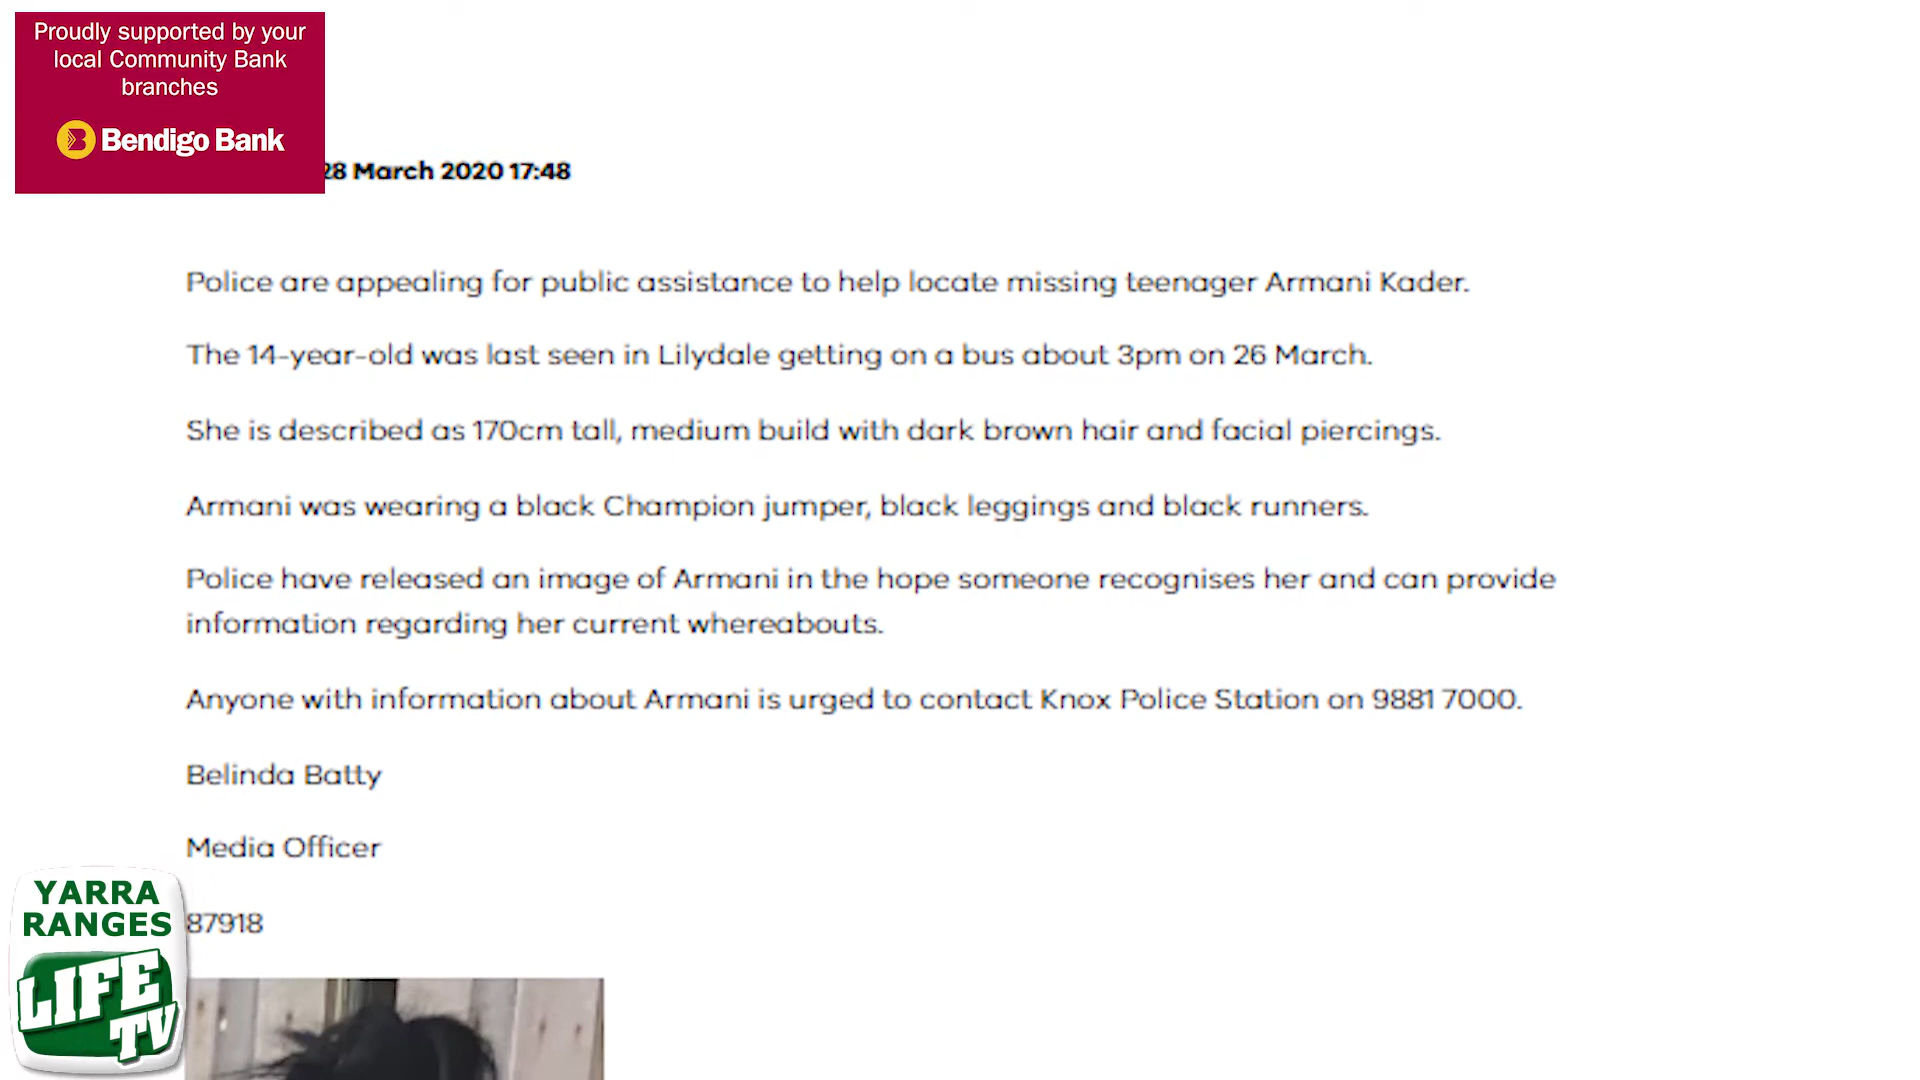 Proudly supported by your
local Community Bank
branches
Bendigo Bank
28 March 2020 17:48
Police are appealing for public assistance to help locate missing teenager Armani Kader.
The 14-year-old was last seen in Lilydale getting on a bus about 3pm on 26 March.
She is described as 170cm tall, medium build with dark brown hair and facial piercings.
Armani was wearing a black Champion jumper, black leggings and black runners.
Police have released an image of Armani in the hope someone recognises her and can provide
information regarding her current whereabouts.
Anyone with information about Armani is urged to contact Knox Police Station on 9881 7000.
Belinda Batty
Media Officer
87918
YARRA
RANGES
LIFE
TV